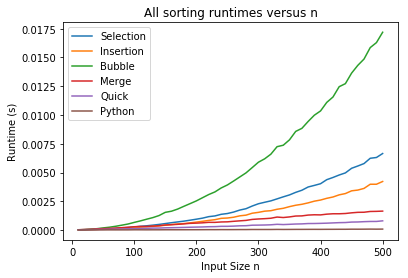 All sorting runtimes versus n
Selection
Insertion
Bubble
Merge
Quick
Python
Runtime (s)
0.0175
0.0150
0.0125
0.0100
0.0075
0.0050
0.0025
0.0000
0 100 200 300 400 500
Input Size n